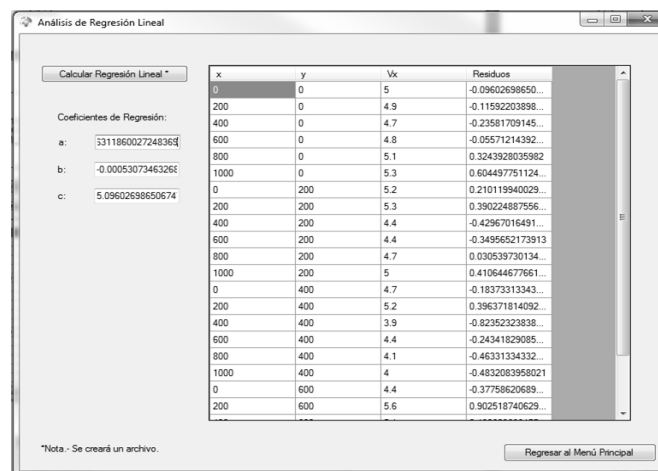 Análisis de Regresión Lineal
Calcular Regresión Lineal *
Coeficientes de Regresión:
a: 5311860027248369
b: -0.00053073463268
c: 5.09602698650674
x y Vx Residuos
0 0 5 -0.09602698650...
200 0 4.9 -0.11592203898...
400 0 4.7 -0.23581709145...
600 0 4.8 -0.05571214392...
800 0 5.1 0.3243928035982
1000 0 5.3 0.604497751124...
0 200 5.2 0.210119940029...
200 200 5.3 0.390224887556...
400 200 4.4 -0.42967016491...
600 200 4.4 -0.3495652173913
800 200 4.7 0.030539730134...
1000 200 5 0.410644677661...
0 400 4.7 -0.18373313343...
200 400 5.2 0.396371814092...
400 400 3.9 -0.82352323838...
600 400 4.4 -0.24341829085...
800 400 4.1 -0.46331334332...
1000 400 4 -0.4832083958021
0 600 4.4 -0.37758620689...
200 600 5.6 0.902518740629...
*Nota.- Se creará un archivo.
Regresar al Menú Principal